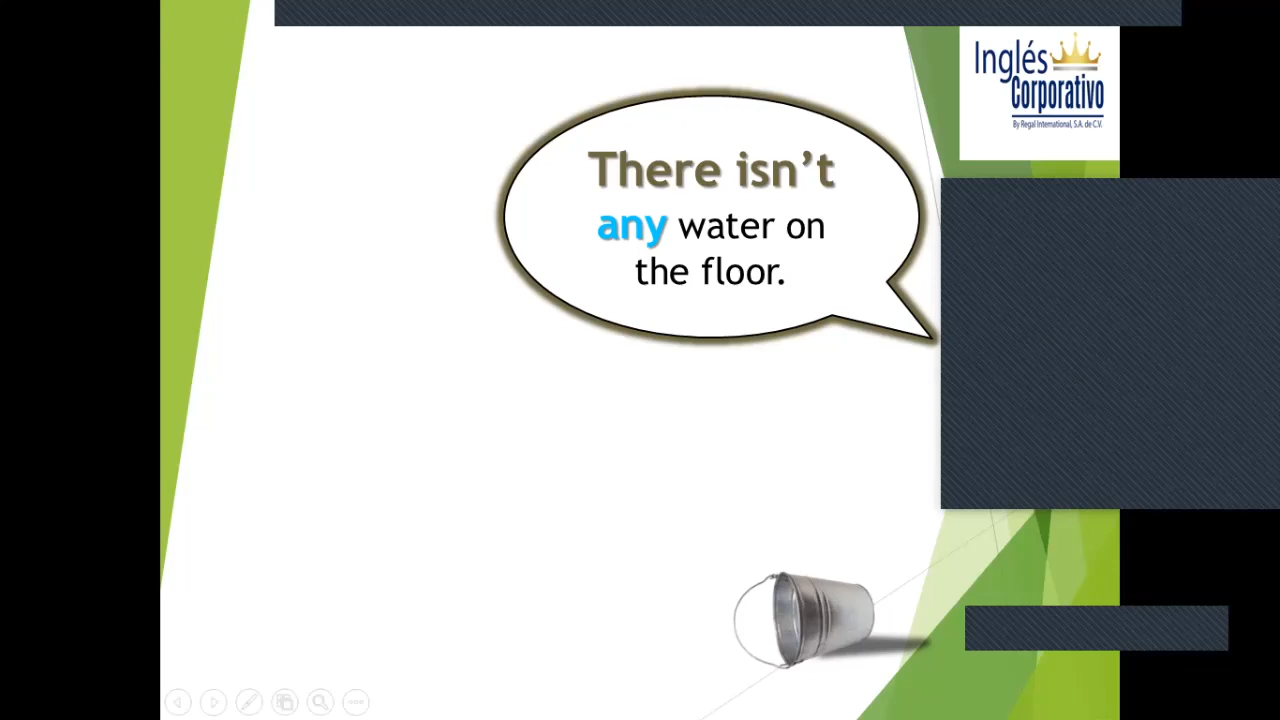 Inglés
Corporativo
By Regal International, S.A. de C.V.
There isn’t
any water on
the floor.